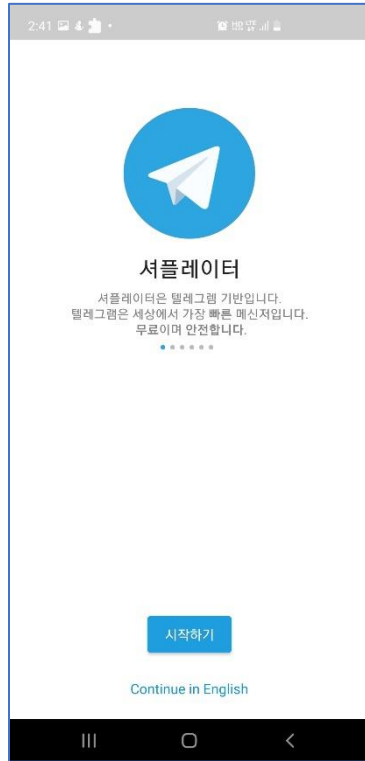 2:41
셔플레이터
셔플레이터은 텔레그램 기반입니다.
텔레그램은 세상에서 가장 빠른 메신저입니다.
무료이며 안전합니다.
시작하기
Continue in English